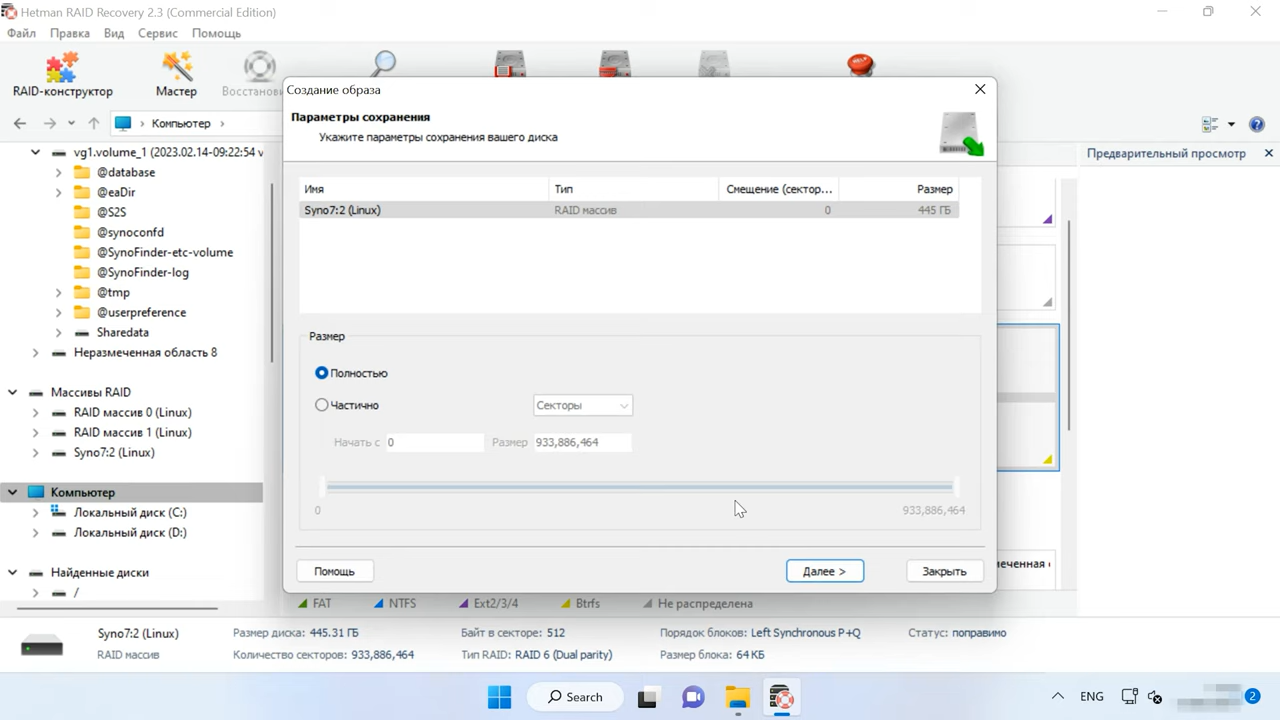 Hetman RAID Recovery 2.3 (Commercial Edition)
Файл Правка Вид Сервис Помощь
RAID-конструктор Мастер
HELP
Компьютер
Предварительный просмотр
vg1.volume_1 (2023.02.14-09:22:54
@database
@eaDir
@S2S
@synoconfd
@SynoFinder-etc-volume
@SynoFinder-log
@tmp
@userpreference
Sharedata
Неразмеченная область 8
Массивы RAID
RAID массив 0 (Linux)
RAID массив 1 (Linux)
Syno7:2 (Linux)
Компьютер
Локальный диск (C:)
Локальный диск (D:)
Найденные диски
/
Создание образа
Параметры сохранения
Укажите параметры сохранения вашего диска
Имя Тип Смещение (сектор... Размер
Syno7:2 (Linux) RAID массив 0 445 ГБ
Размер
Полностью
Частично Секторы
Начать с 0 Размер 933,886,464
0 933,886,464
Помощь Далее > Закрыть
FAT NTFS Ext2/3/4 Btrfs Не распределена
Syno7:2 (Linux) Размер диска: 445.31 ГБ Байт в секторе: 512 Порядок блоков: Left Synchronous P+Q Статус: поправимо
RAID массив Количество секторов: 933,886,464 Тип RAID: RAID 6 (Dual parity) Размер блока: 64 КБ
Search ENG 2